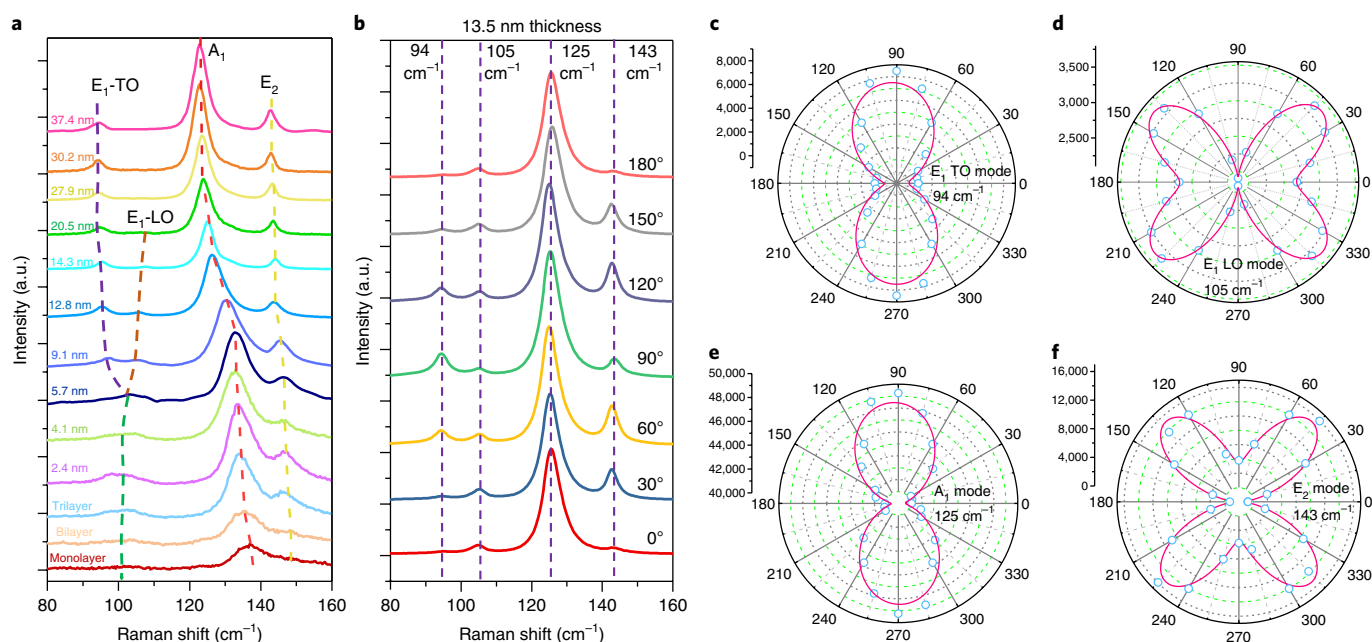 a
Intensity (a.u.)
E₁-TO
A₁
E₂
37.4 nm
30.2 nm
27.9 nm
E₁-LO
20.5 nm
14.3 nm
12.8 nm
9.1 nm
5.7 nm
4.1 nm
2.4 nm
Trilayer
Bilayer
Monolayer
80 100 120 140 160
Raman shift (cm⁻¹)
b
13.5 nm thickness
Intensity (a.u.)
94 105 125 143
cm⁻¹ cm⁻¹ cm⁻¹ cm⁻¹
180°
150°
120°
90°
60°
30°
0°
80 100 120 140 160
Raman shift (cm⁻¹)
c
8,000
6,000
4,000
2,000
0
90
120 60
150 30
180 0
210 330
240 300
270
E₁ TO mode
94 cm⁻¹
d
3,500
3,000
2,500
90
120 60
150 30
180 0
210 330
240 300
270
E₁ LO mode
105 cm⁻¹
e
50,000
48,000
46,000
44,000
42,000
40,000
90
120 60
150 30
180 0
210 330
240 300
270
A₁ mode
125 cm⁻¹
f
16,000
14,000
12,000
10,000
8,000
6,000
4,000
2,000
0
90
120 60
150 30
180 0
210 330
240 300
270
E₂ mode
143 cm⁻¹